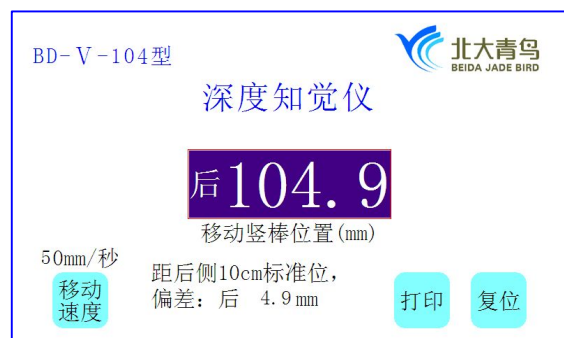 BD-Ⅴ-104型
北大青鸟
BEIDA JADE BIRD
深度知觉仪
后104.9
移动竖棒位置(mm)
50mm/秒
移动
速度
距后侧10cm标准位，
偏差：后 4.9mm
打印
复位